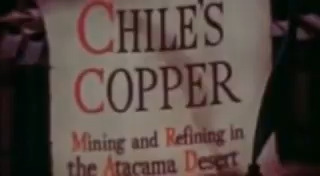 CHILE'S
COPPER
Mining and Refining in
the Atacama Desert